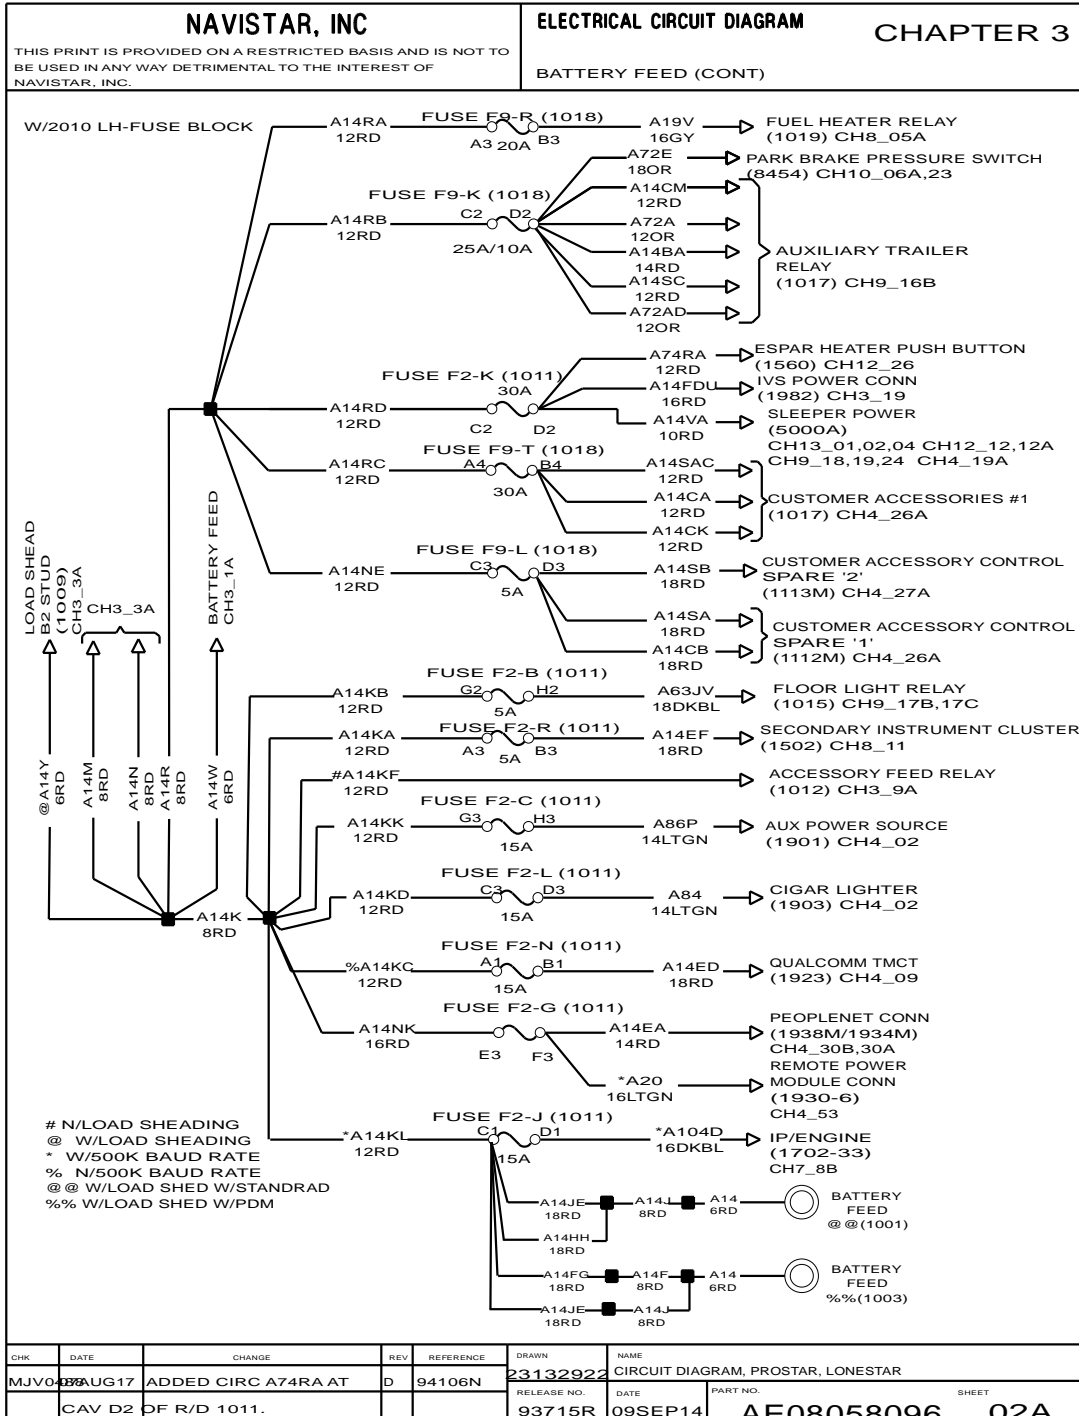 NAVISTAR, INC
THIS PRINT IS PROVIDED ON A RESTRICTED BASIS AND IS NOT TO
BE USED IN ANY WAY DETRIMENTAL TO THE INTEREST OF
NAVISTAR, INC.
ELECTRICAL CIRCUIT DIAGRAM
CHAPTER 3
BATTERY FEED (CONT)
W/2010 LH-FUSE BLOCK
A14RA
12RD
FUSE F9-R (1018)
A3 20A B3
A19V
16GY
FUEL HEATER RELAY
(1019) CH8_05A
A72E
18OR
PARK BRAKE PRESSURE SWITCH
(8454) CH10_06A,23
FUSE F9-K (1018)
A14RB
12RD
C2 D2
25A/10A
A14CM
12RD
A72A
12OR
A14BA
14RD
A14SC
12RD
A72AD
12OR
AUXILIARY TRAILER
RELAY
(1017) CH9_16B
FUSE F2-K (1011)
30A
A14RD
12RD
C2 D2
A74RA
12RD
ESPAR HEATER PUSH BUTTON
(1560) CH12_26
A14FDU
16RD
IVS POWER CONN
(1982) CH3_19
A14VA
10RD
SLEEPER POWER
(5000A)
CH13_01,02,04 CH12_12,12A
CH9_18,19,24 CH4_19A
FUSE F9-T (1018)
A14RC
12RD
A4 B4
30A
A14SAC
12RD
A14CA
12RD
A14CK
12RD
CUSTOMER ACCESSORIES #1
(1017) CH4_26A
FUSE F9-L (1018)
A14NE
12RD
C3 D3
5A
A14SB
18RD
CUSTOMER ACCESSORY CONTROL
SPARE '2'
(1113M) CH4_27A
A14SA
18RD
A14CB
18RD
CUSTOMER ACCESSORY CONTROL
SPARE '1'
(1112M) CH4_26A
LOAD SHEAD
B2 STUD
(1009)
CH3_3A
CH3_3A
BATTERY FEED
CH3_1A
@A14Y
6RD
A14M
8RD
A14N
8RD
A14R
8RD
A14W
6RD
A14K
8RD
FUSE F2-B (1011)
A14KB
12RD
G2 H2
5A
A63JV
18DKBL
FLOOR LIGHT RELAY
(1015) CH9_17B,17C
A14KA
12RD
FUSE F2-R (1011)
A3 B3
5A
A14EF
18RD
SECONDARY INSTRUMENT CLUSTER
(1502) CH8_11
#A14KF
12RD
ACCESSORY FEED RELAY
(1012) CH3_9A
FUSE F2-C (1011)
A14KK
12RD
G3 H3
15A
A86P
14LTGN
AUX POWER SOURCE
(1901) CH4_02
FUSE F2-L (1011)
A14KD
12RD
C3 D3
15A
A84
14LTGN
CIGAR LIGHTER
(1903) CH4_02
FUSE F2-N (1011)
%A14KC
12RD
A1 B1
15A
A14ED
18RD
QUALCOMM TMCT
(1923) CH4_09
FUSE F2-G (1011)
A14NK
16RD
E3 F3
A14EA
14RD
PEOPLENET CONN
(1938M/1934M)
CH4_30B,30A
*A20
16LTGN
REMOTE POWER
MODULE CONN
(1930-6)
CH4_53
FUSE F2-J (1011)
*A14KL
12RD
C1 D1
15A
*A104D
16DKBL
IP/ENGINE
(1702-33)
CH7_8B
# N/LOAD SHEADING
@ W/LOAD SHEADING
* W/500K BAUD RATE
% N/500K BAUD RATE
@@ W/LOAD SHED W/STANDRAD
%% W/LOAD SHED W/PDM
A14JE
18RD
A14J
8RD
A14
6RD
BATTERY
FEED
@@(1001)
A14HH
18RD
A14FG
18RD
A14F
8RD
A14
6RD
BATTERY
FEED
%%(1003)
A14JE
18RD
A14J
8RD
CHK DATE CHANGE REV REFERENCE
07AUG17 ADDED CIRC A74RA AT D 94106N
CAV D2 OF R/D 1011.
DRAWN
23132922
NAME
CIRCUIT DIAGRAM, PROSTAR, LONESTAR
RELEASE NO.
93715R
DATE
09SEP14
PART NO.
AE08058096
SHEET
02A